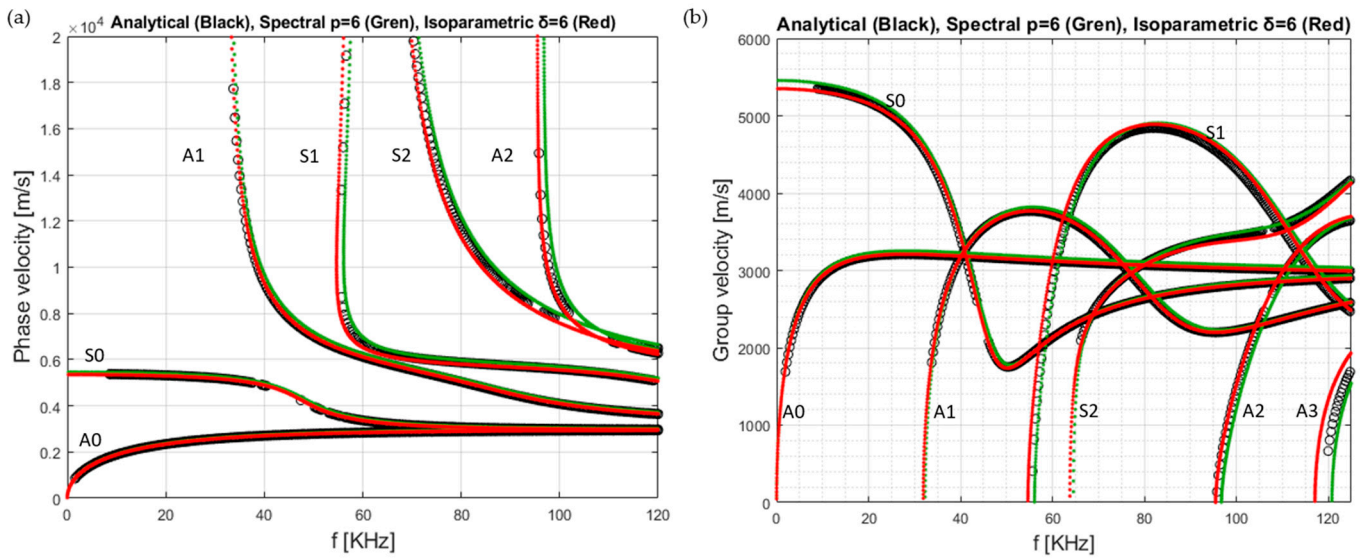 (a)
Analytical (Black), Spectral p=6 (Gren), Isoparametric δ=6 (Red)
×10⁴
Phase velocity [m/s]
2
1.8
1.6
1.4
1.2
1
0.8
0.6
0.4
0.2
0
A1
S1
S2
A2
S0
A0
0 20 40 60 80 100 120
f [KHz]
(b)
Analytical (Black), Spectral p=6 (Gren), Isoparametric δ=6 (Red)
Group velocity [m/s]
6000
5000
4000
3000
2000
1000
0
S0
S1
A0
A1
S2
A2
A3
0 20 40 60 80 100 120
f [KHz]